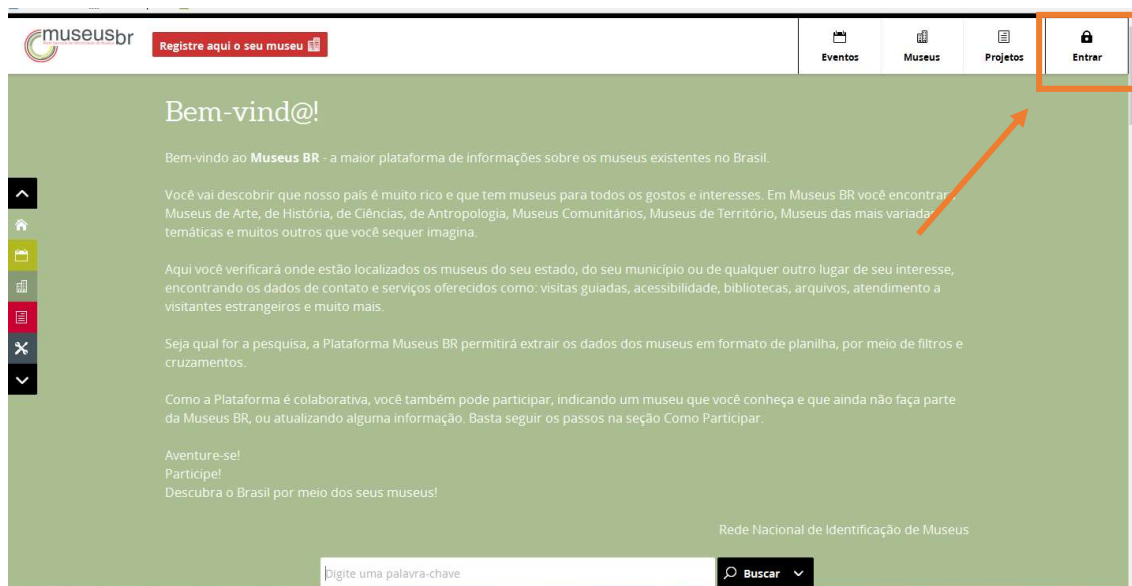 museusbr
Registre aqui o seu museu
Eventos
Museus
Projetos
Entrar
Bem-vind@!
Bem-vindo ao Museus BR - a maior plataforma de informações sobre os museus existentes no Brasil.
Você vai descobrir que nosso país é muito rico e que tem museus para todos os gostos e interesses. Em Museus BR você encontrará
Museus de Arte, de História, de Ciências, de Antropologia, Museus Comunitários, Museus de Território, Museus das mais variadas
temáticas e muitos outros que você sequer imagina.
Aqui você verificará onde estão localizados os museus do seu estado, do seu município ou de qualquer outro lugar de seu interesse,
encontrando os dados de contato e serviços oferecidos como: visitas guiadas, acessibilidade, bibliotecas, arquivos, atendimento a
visitantes estrangeiros e muito mais.
Seja qual for a pesquisa, a Plataforma Museus BR permitirá extrair os dados dos museus em formato de planilha, por meio de filtros e
cruzamentos.
Como a Plataforma é colaborativa, você também pode participar, indicando um museu que você conheça e que ainda não faça parte
da Museus BR, ou atualizando alguma informação. Basta seguir os passos na seção Como Participar.
Aventure-se!
Participe!
Descubra o Brasil por meio dos seus museus!
Rede Nacional de Identificação de Museus
Digite uma palavra-chave
Buscar